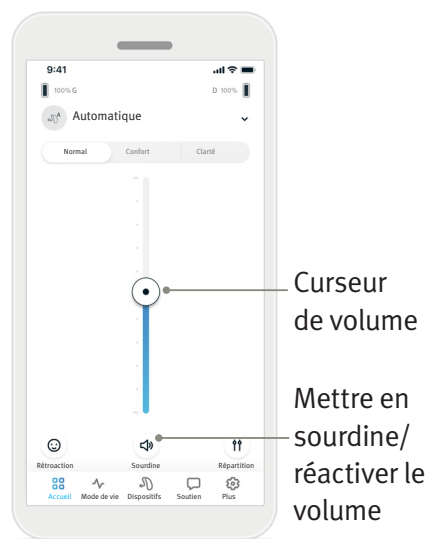 9:41
100% G
D 100%
Automatique
Normal Confort Clarté
Curseur
de volume
Mettre en
sourdine/
réactiver le
volume
Rétroaction Sourdine Répartition
Accueil Mode de vie Dispositifs Soutien Plus